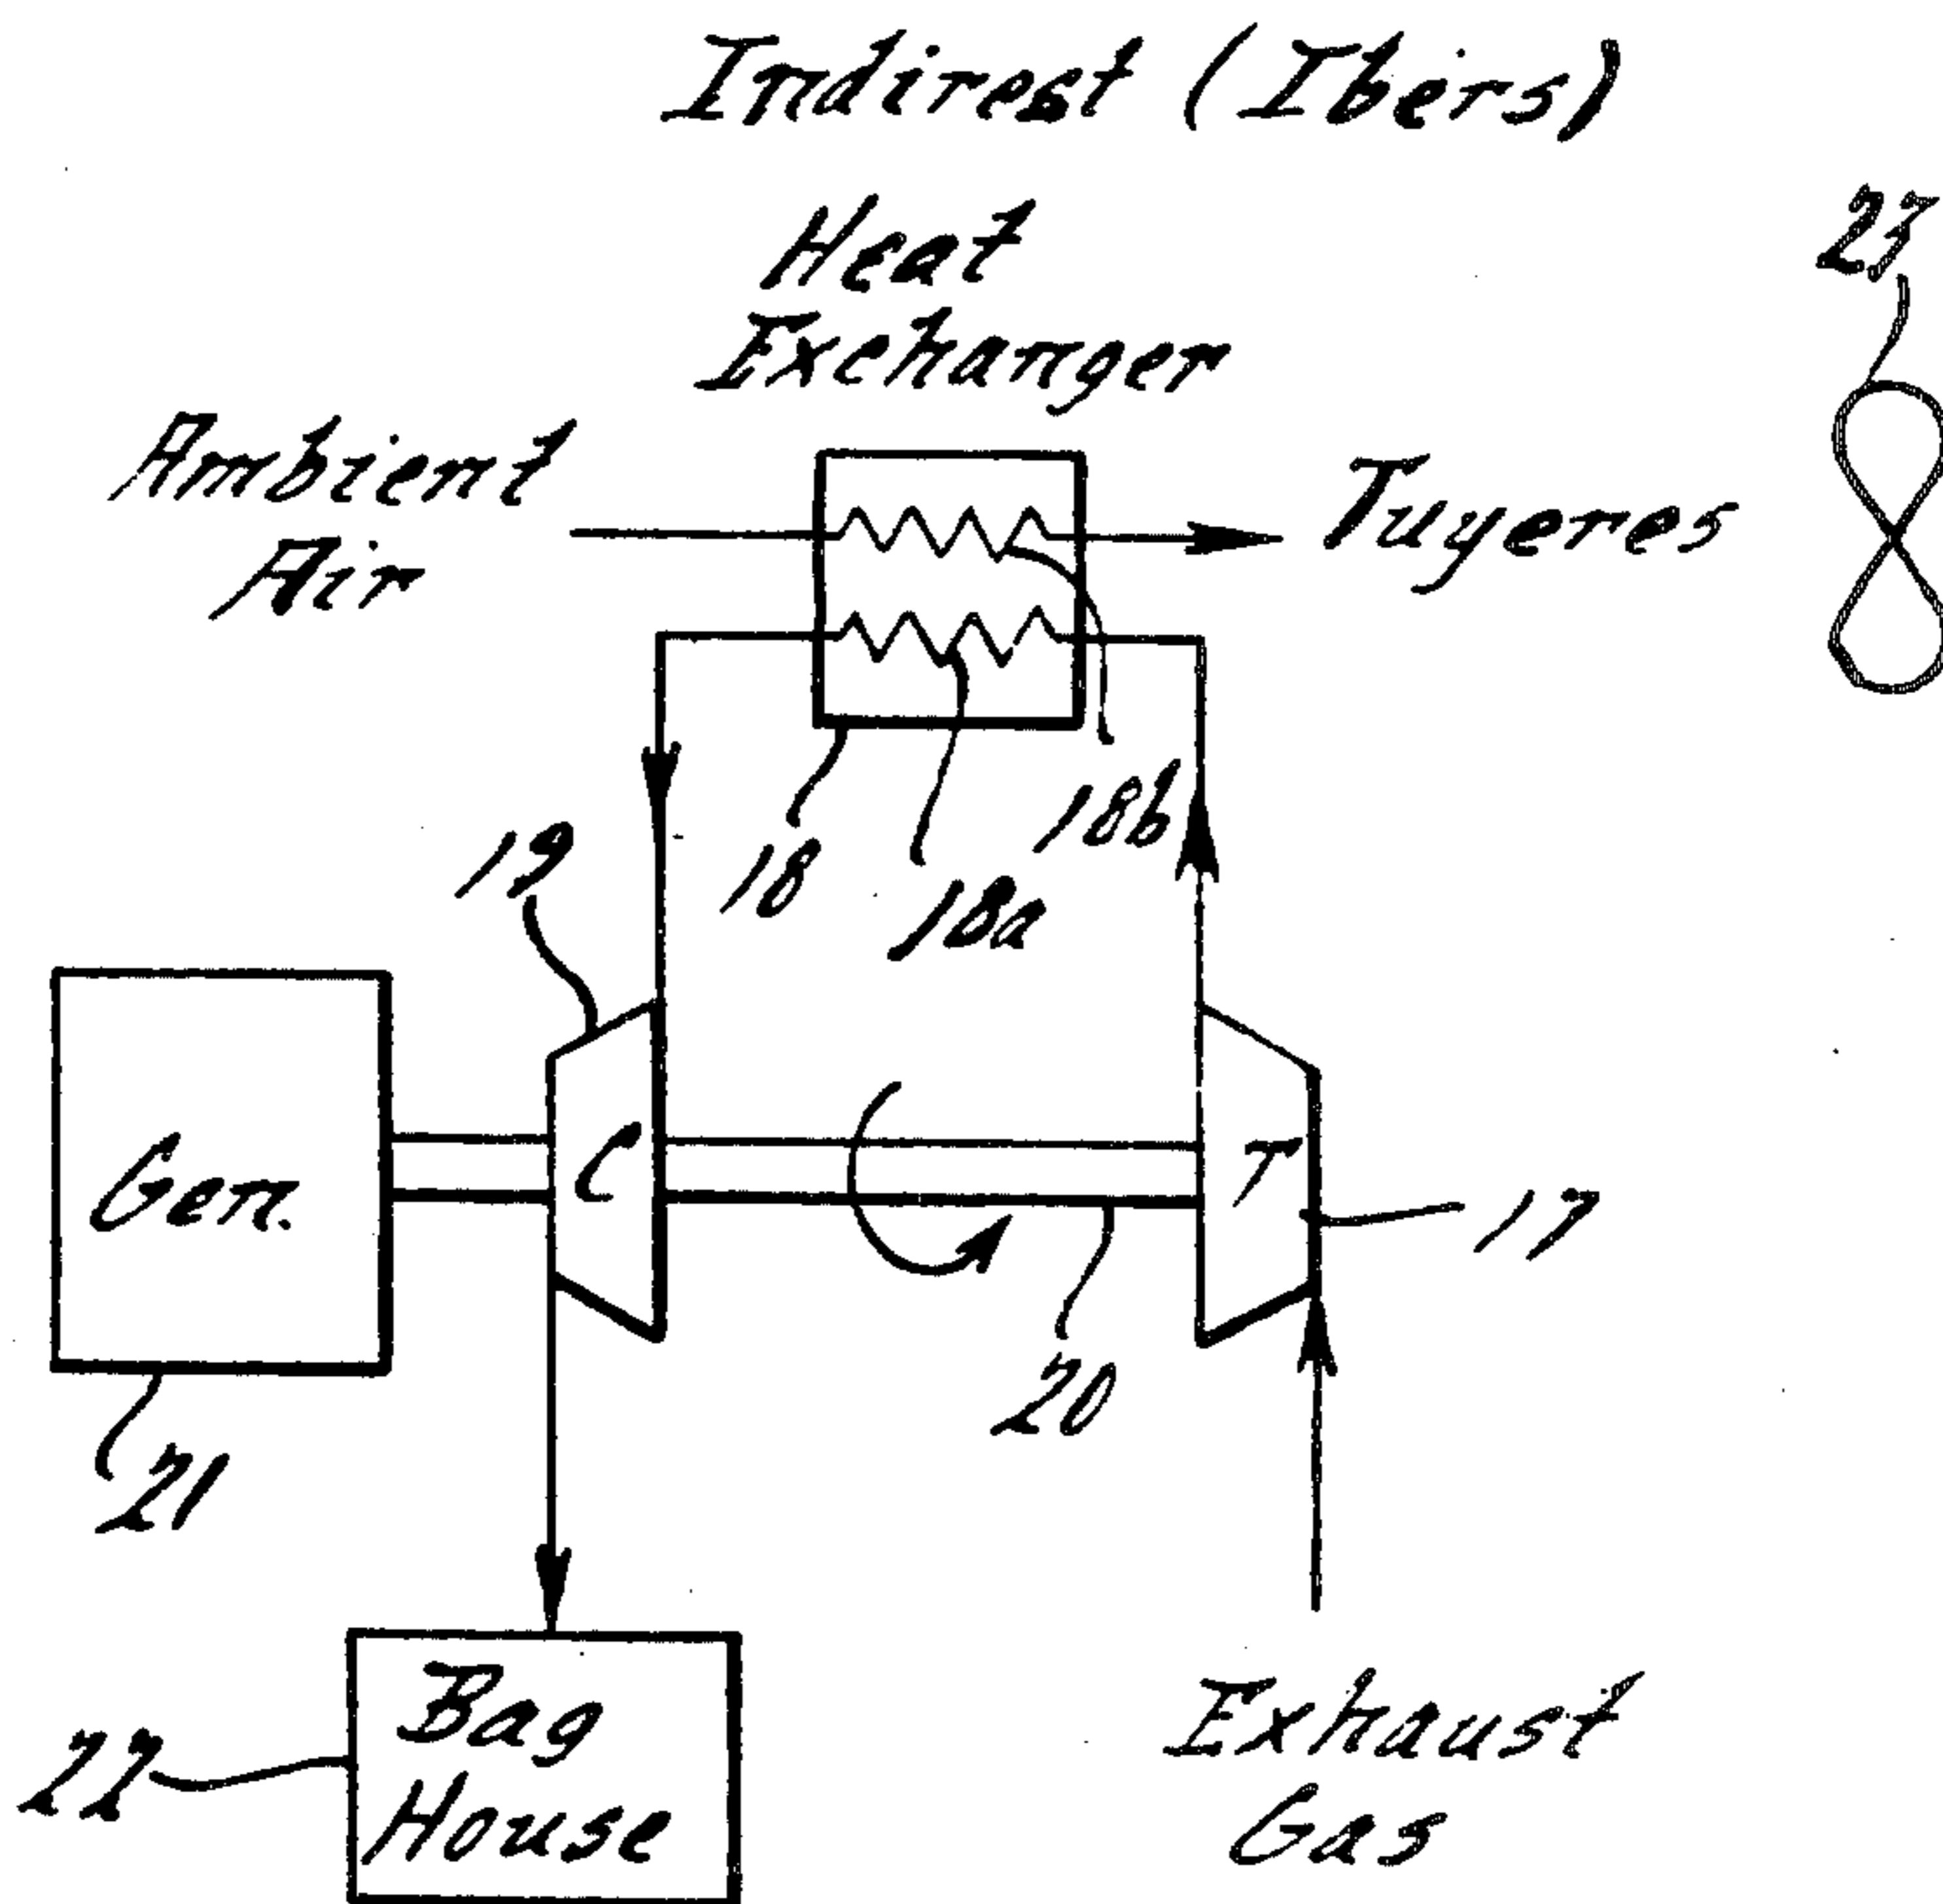 Indirect (Ibers)
Heat
Exchanger
23
Ambient
Air
Tuyeres
18b
19
18
18a
Gen.
C
T
17
20
21
Bag
House
22
Exhaust
Gas